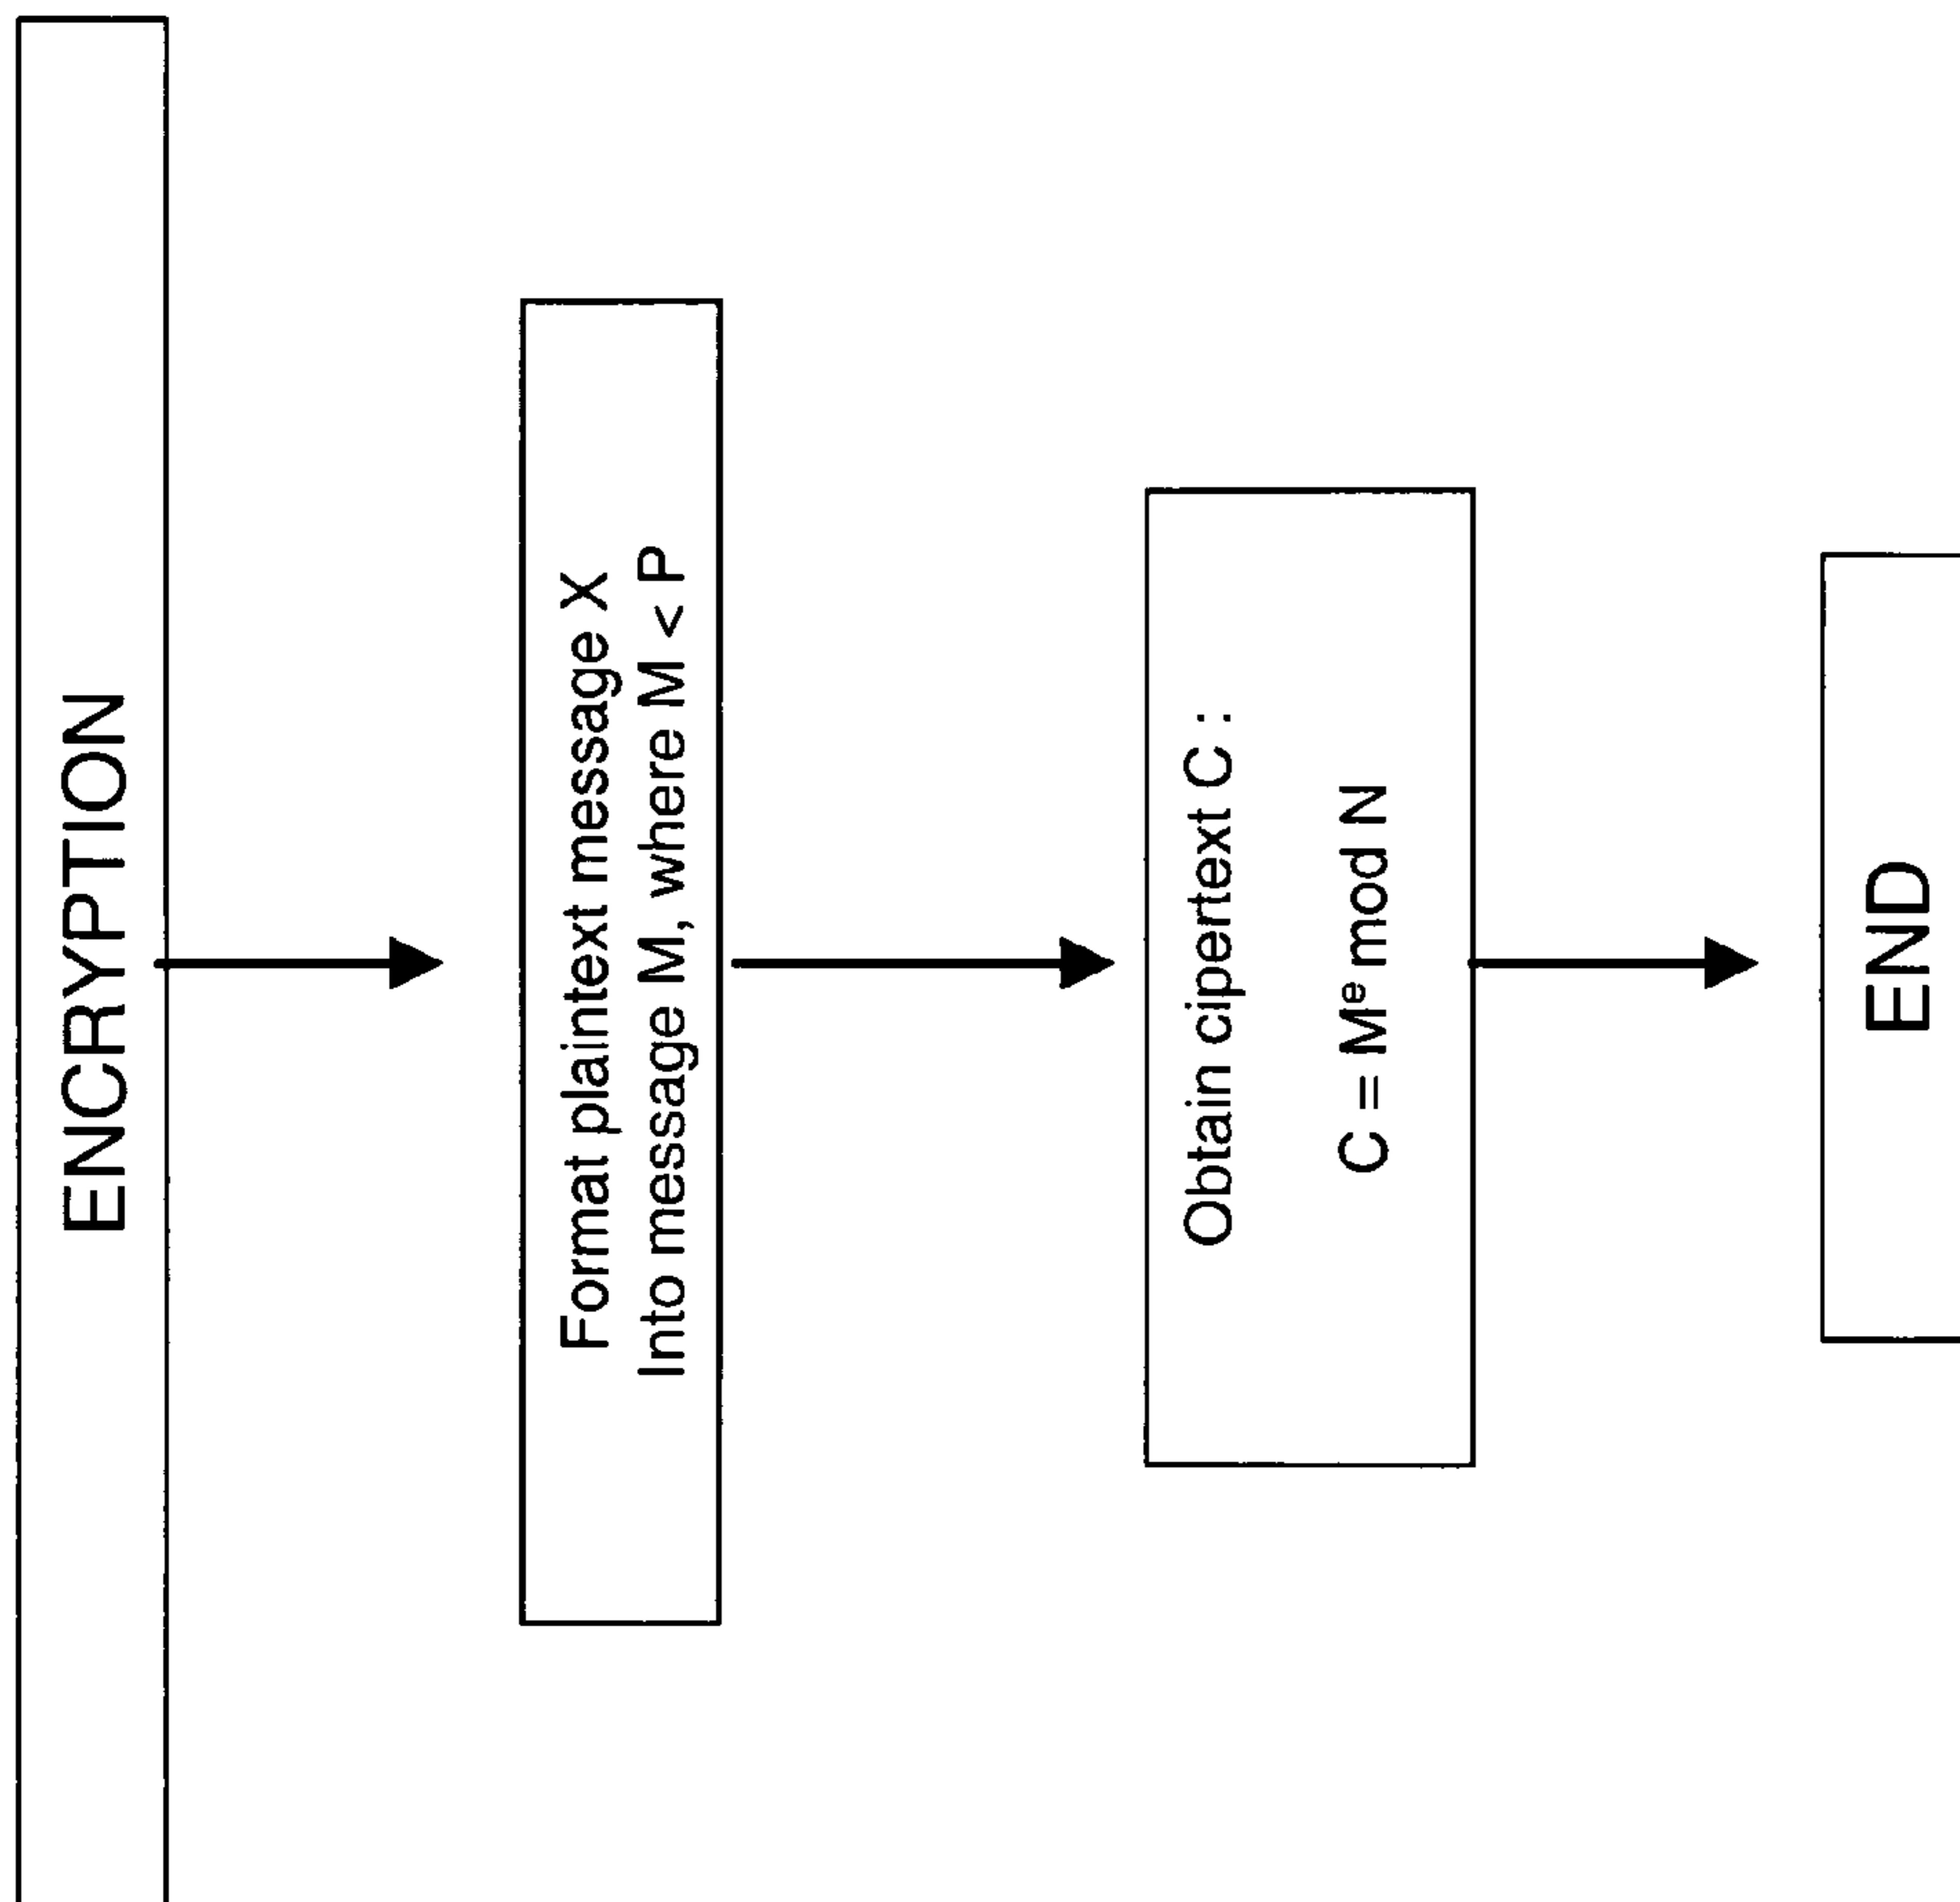 ENCRYPTION
Format plaintext message X
Into message M, where M < P
Obtain cipertext C :
C = Mᵉ mod N
END